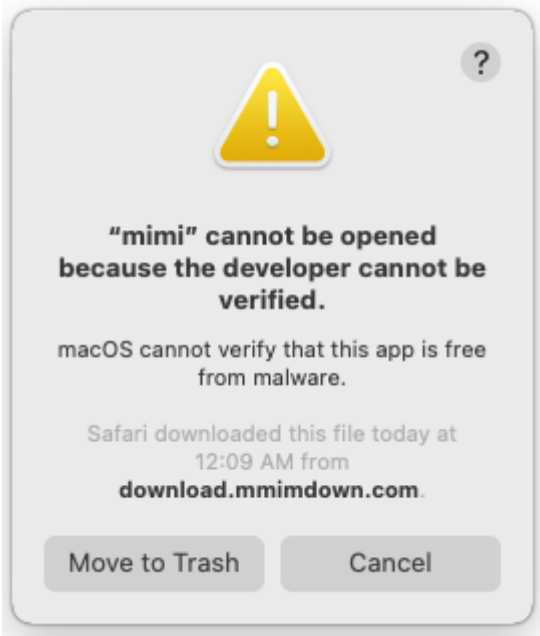 ?
“mimi” cannot be opened
because the developer cannot be
verified.
macOS cannot verify that this app is free
from malware.
Safari downloaded this file today at
12:09 AM from
download.mmimdown.com.
Move to Trash
Cancel